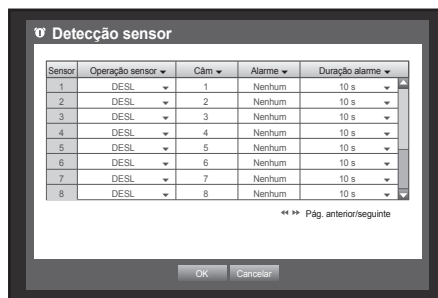 Detecção sensor
Sensor Operação sensor Câm Alarme Duração alarme
1 DESL 1 Nenhum 10 s
2 DESL 2 Nenhum 10 s
3 DESL 3 Nenhum 10 s
4 DESL 4 Nenhum 10 s
5 DESL 5 Nenhum 10 s
6 DESL 6 Nenhum 10 s
7 DESL 7 Nenhum 10 s
8 DESL 8 Nenhum 10 s
Pág. anterior/seguinte
OK Cancelar